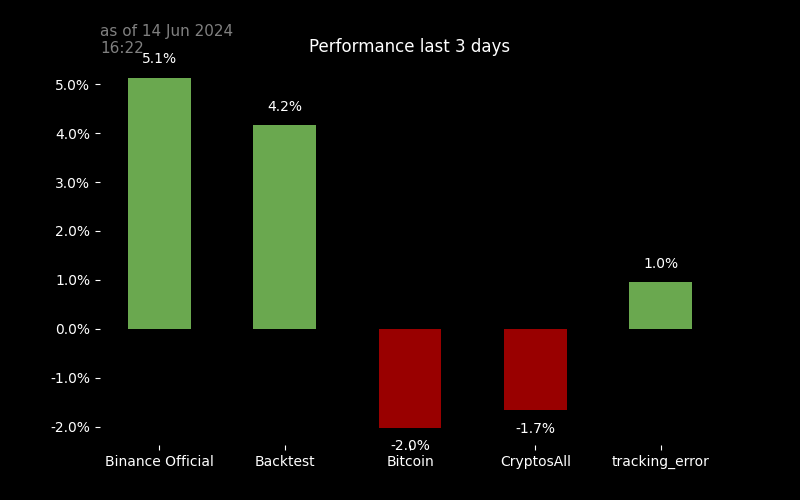 as of 14 Jun 2024
16:22
Performance last 3 days
5.1%
4.2%
1.0%
-2.0%
-1.7%
5.0%
4.0%
3.0%
2.0%
1.0%
0.0%
-1.0%
-2.0%
Binance Official
Backtest
Bitcoin
CryptosAll
tracking_error